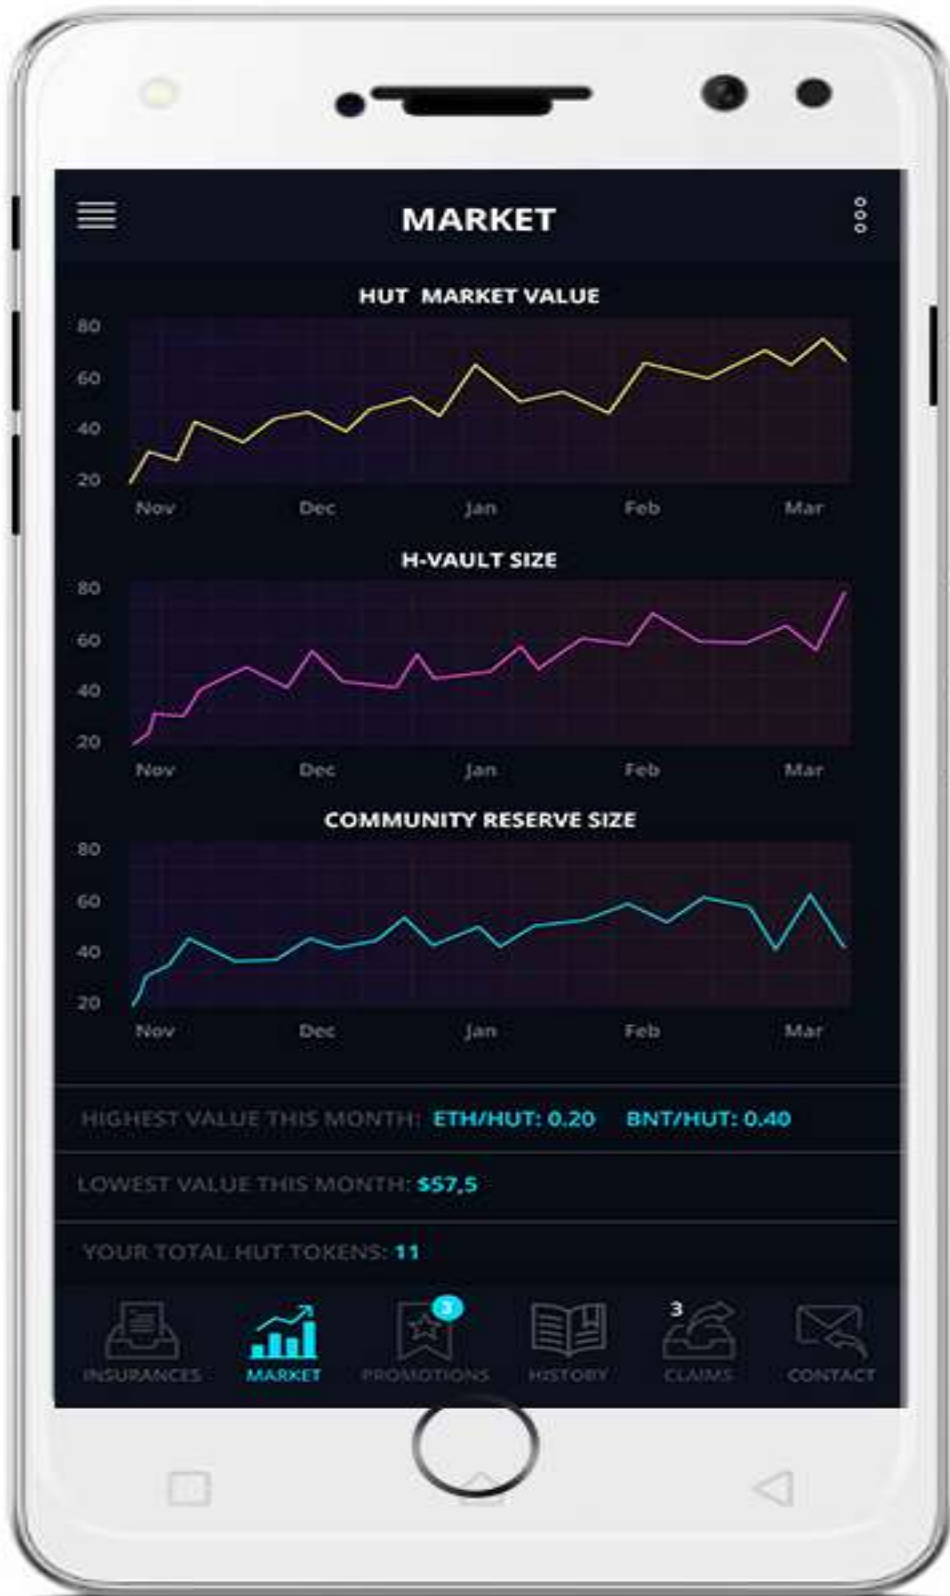 MARKET
HUT MARKET VALUE
80
60
40
20
Nov Dec Jan Feb Mar
H-VAULT SIZE
80
60
40
20
Nov Dec Jan Feb Mar
COMMUNITY RESERVE SIZE
80
60
40
20
Nov Dec Jan Feb Mar
HIGHEST VALUE THIS MONTH: ETH/HUT: 0.20 BNT/HUT: 0.40
LOWEST VALUE THIS MONTH: $57,5
YOUR TOTAL HUT TOKENS: 11
3 3
INSURANCES MARKET PROMOTIONS HISTORY CLAIMS CONTACT